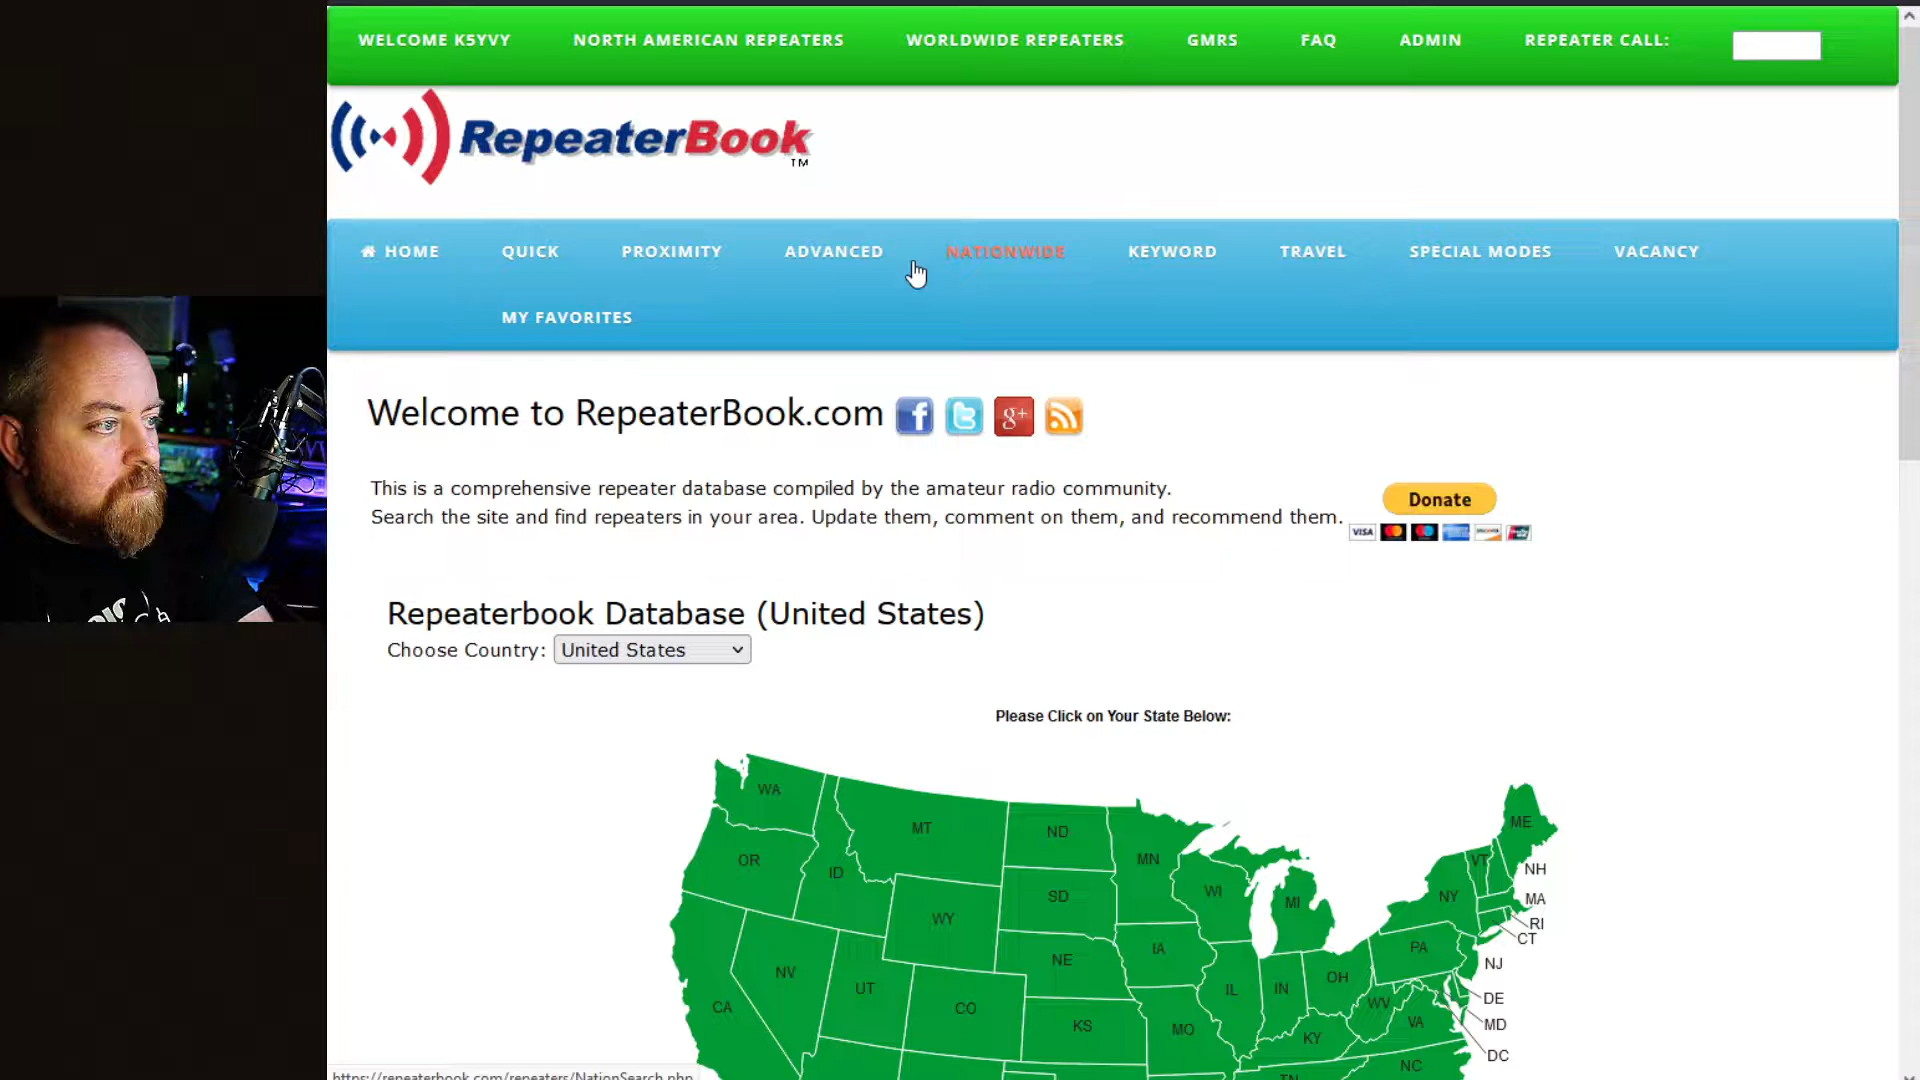 WELCOME K5YVY NORTH AMERICAN REPEATERS WORLDWIDE REPEATERS GMRS FAQ ADMIN REPEATER CALL:
RepeaterBook
TM
HOME QUICK PROXIMITY ADVANCED NATIONWIDE KEYWORD TRAVEL SPECIAL MODES VACANCY
MY FAVORITES
Welcome to RepeaterBook.com
This is a comprehensive repeater database compiled by the amateur radio community.
Search the site and find repeaters in your area. Update them, comment on them, and recommend them.
Donate
VISA
Repeaterbook Database (United States)
Choose Country: United States
Please Click on Your State Below:
WA
MT
ND
ME
OR
ID
MN
VT
NH
WY
SD
WI
MI
NY
MA
RI
CT
NV
UT
NE
IA
PA
NJ
CA
CO
IL
IN
OH
DE
KS
MO
WV
VA
MD
KY
DC
TN
NC
https://repeaterbook.com/repeaters/NationSearch.php